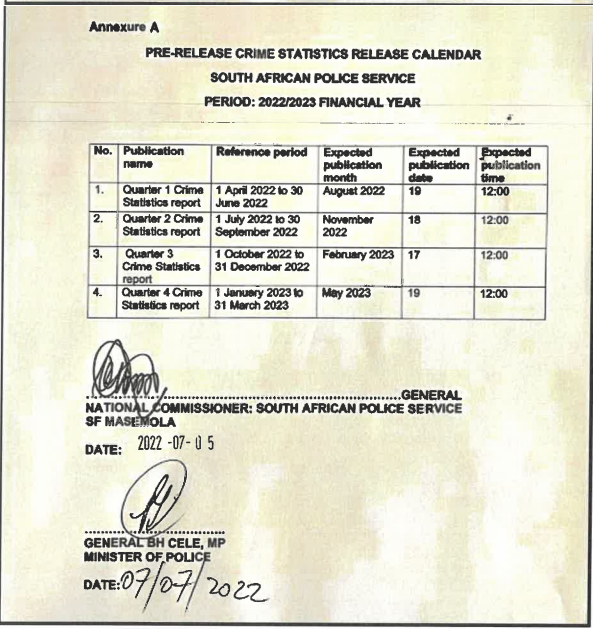 Annexure A
PRE-RELEASE CRIME STATISTICS RELEASE CALENDAR
SOUTH AFRICAN POLICE SERVICE
PERIOD: 2022/2023 FINANCIAL YEAR
No. Publication name Reference period Expected publication month Expected publication date Expected publication time
1. Quarter 1 Crime Statistics report 1 April 2022 to 30 June 2022 August 2022 19 12:00
2. Quarter 2 Crime Statistics report 1 July 2022 to 30 September 2022 November 2022 18 12:00
3. Quarter 3 Crime Statistics report 1 October 2022 to 31 December 2022 February 2023 17 12:00
4. Quarter 4 Crime Statistics report 1 January 2023 to 31 March 2023 May 2023 19 12:00
GENERAL
NATIONAL COMMISSIONER: SOUTH AFRICAN POLICE SERVICE
SF MASEMOLA
DATE: 2022 -07- 0 5
GENERAL BH CELE, MP
MINISTER OF POLICE
DATE: 07/07/2022